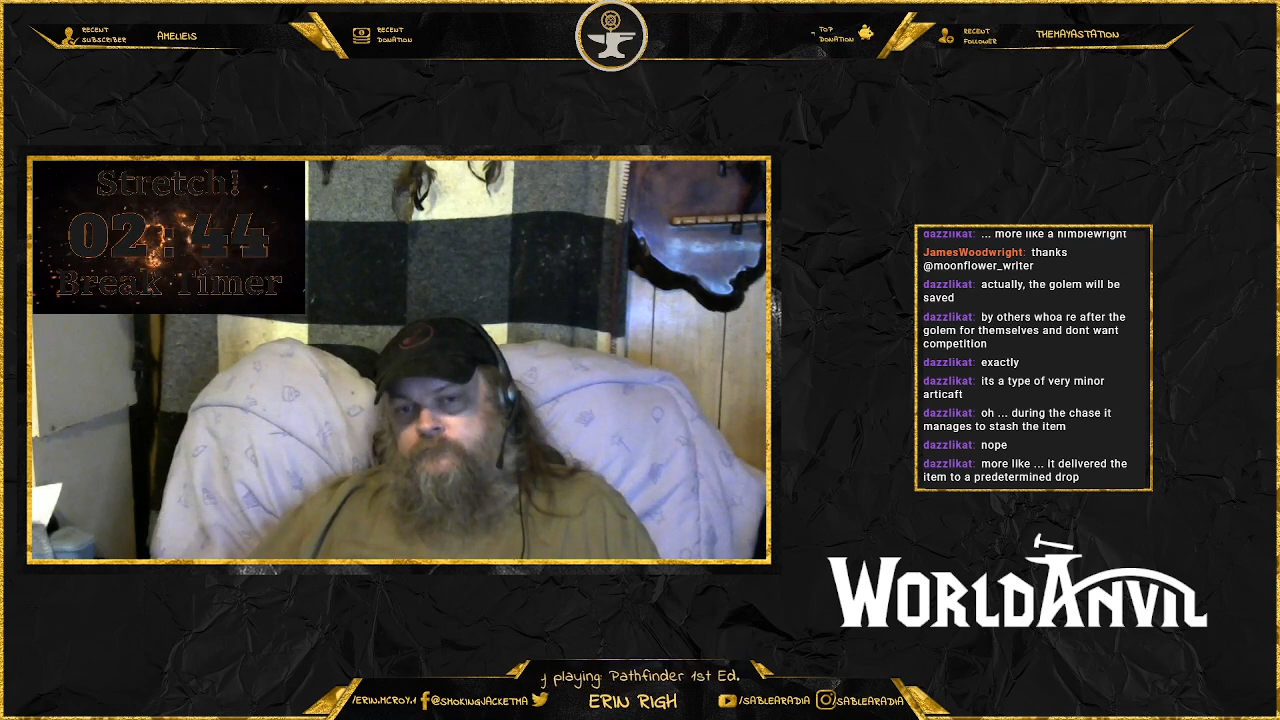 RECENT
SUBSCRIBER
AMELIEIS
RECENT
DONATION
TOP
DONATION
RECENT
FOLLOWER
THEMAYASTATION
Stretch!
02:44
Break Timer
dazzlikat: ... more like a nimblewright
JamesWoodwright: thanks
@moonflower_writer
dazzlikat: actually, the golem will be
saved
dazzlikat: by others whoa re after the
golem for themselves and dont want
competition
dazzlikat: exactly
dazzlikat: its a type of very minor
articaft
dazzlikat: oh ... during the chase it
manages to stash the item
dazzlikat: nope
dazzlikat: more like ... it delivered the
item to a predetermined drop
WORLDANVIL
y playing: Pathfinder 1st Ed.
/ERIN.MCROY.1
@SMOKINGJACKETMA
ERIN RIGH
/SABLEARADIA
/SABLEARADIA